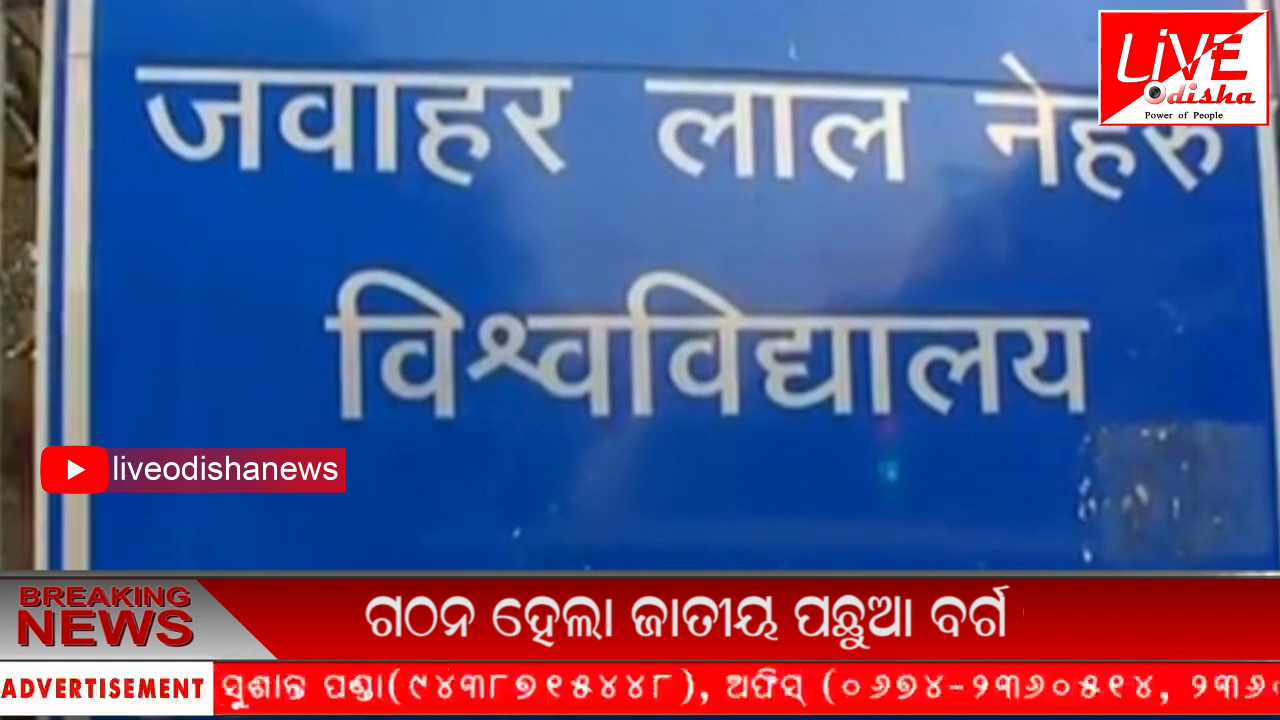 LiVE
Odisha
Power of People
जवाहर लाल नेहरु
विश्वविद्यालय
liveodishanews
BREAKING
NEWS
ଗଠନ ହେଲା ଜାତୀୟ ପଛୁଆ ବର୍ଗ
ADVERTISEMENT
ସୁଶାନ୍ତ ପଣ୍ଡା(୯୪୩୮୭୧୫୪୪୮), ଅଫିସ୍ (୦୬୭୪-୨୩୬୦୫୧୪, ୨୩୬୦